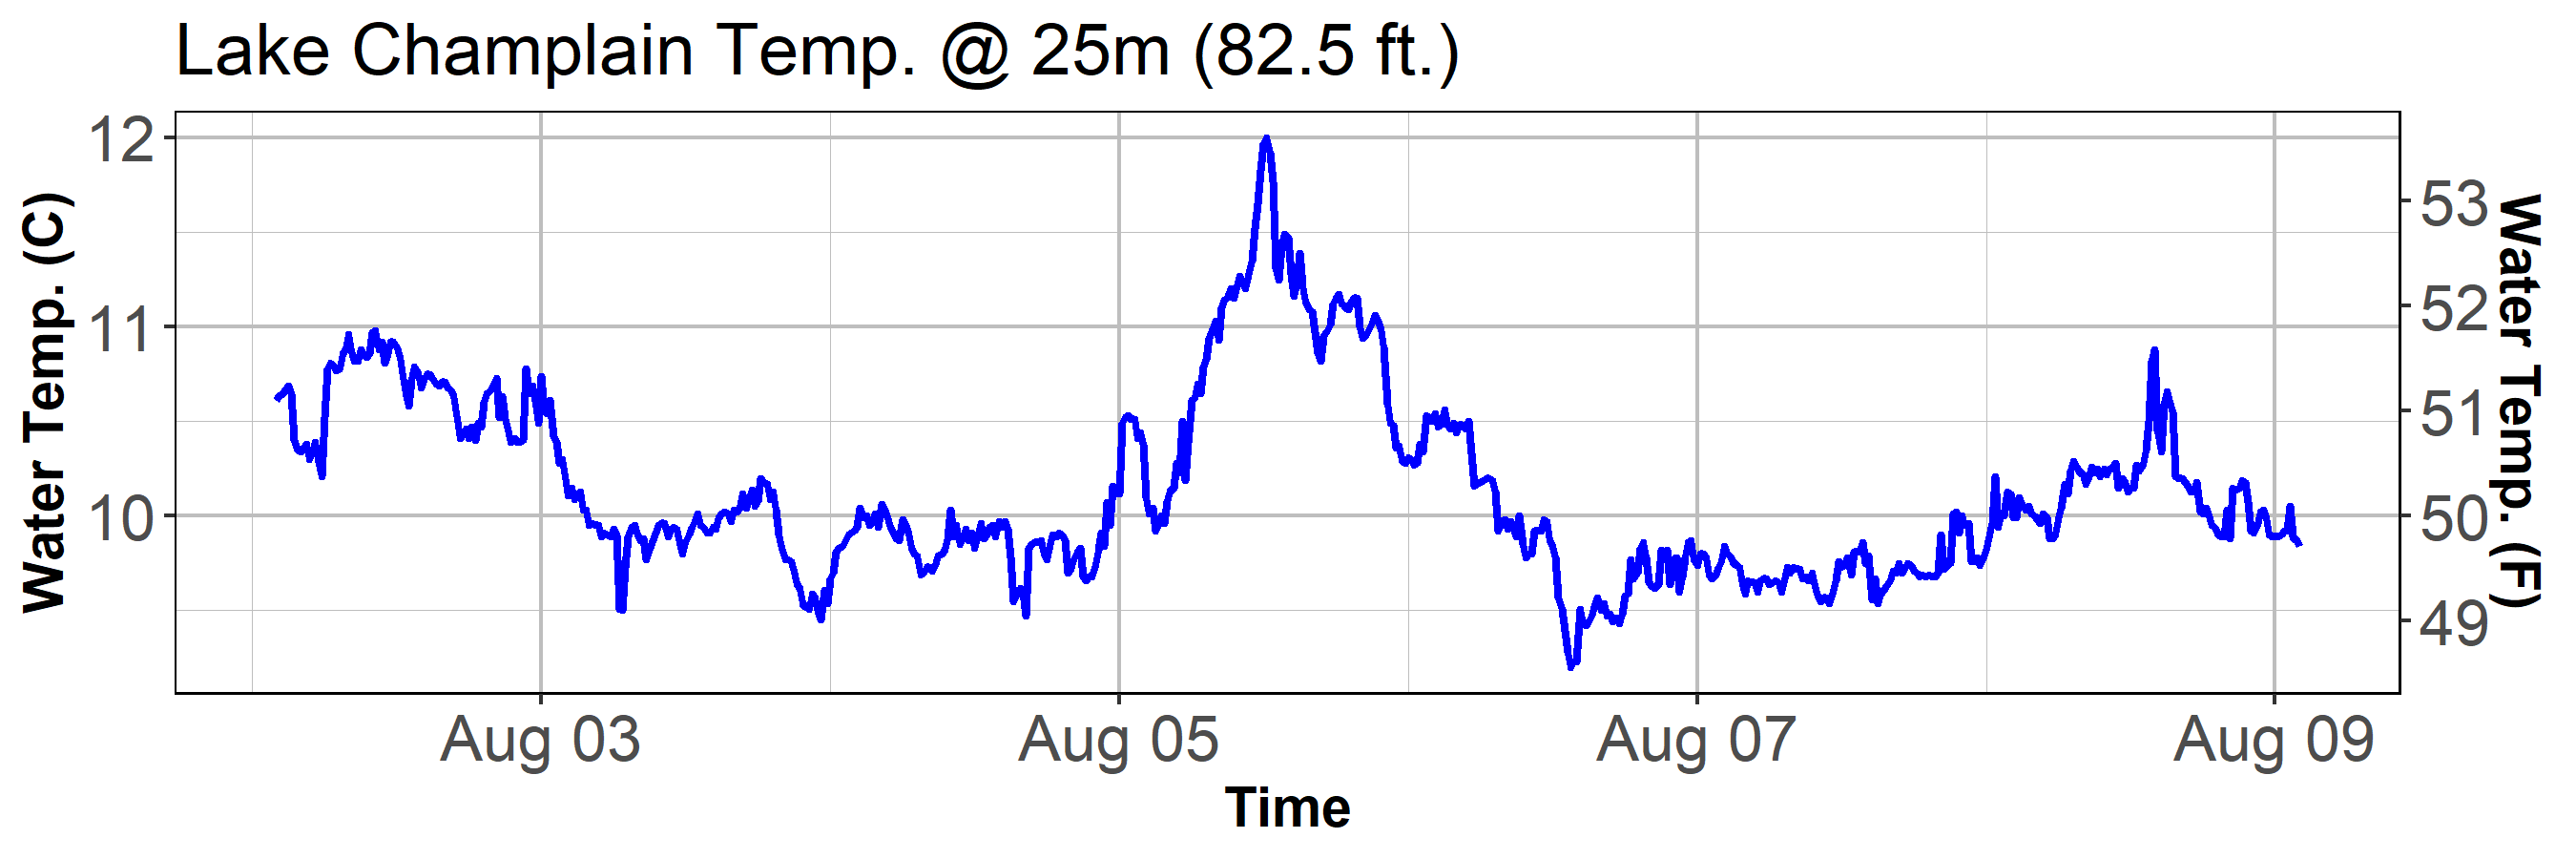 Lake Champlain Temp. @ 25m (82.5 ft.)
Water Temp. (C)
12
11
10
53
52
51
50
49
Water Temp. (F)
Aug 03 Aug 05 Aug 07 Aug 09
Time